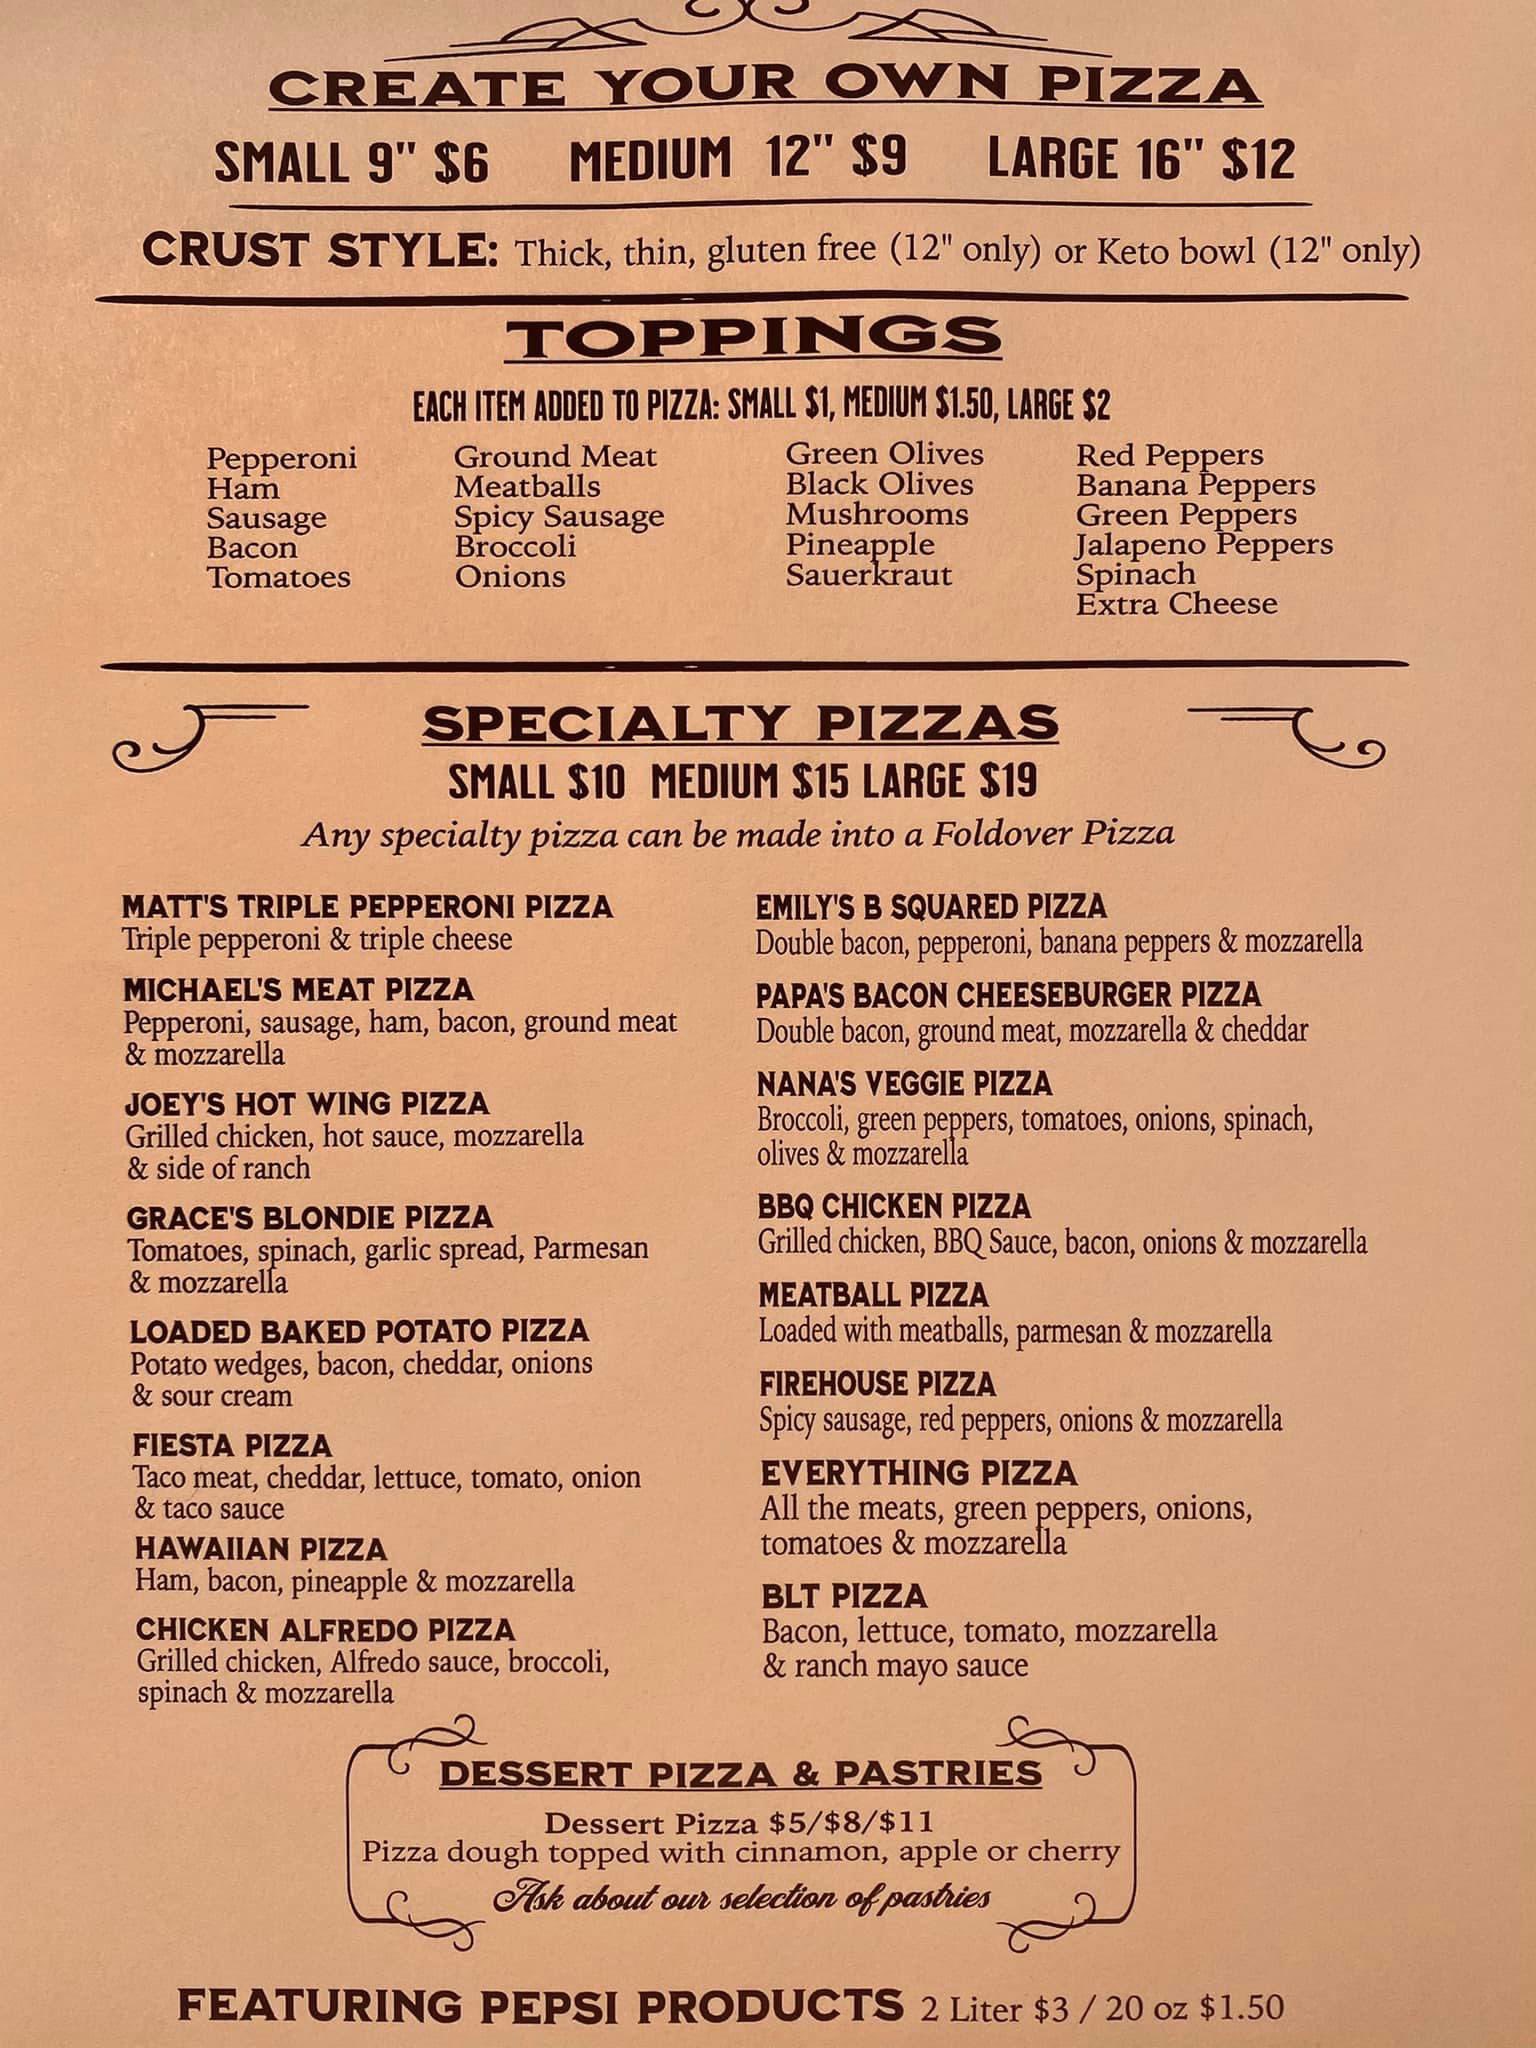 CREATE YOUR OWN PIZZA
SMALL 9" $6 MEDIUM 12" $9 LARGE 16" $12
CRUST STYLE: Thick, thin, gluten free (12" only) or Keto bowl (12" only)
TOPPINGS
EACH ITEM ADDED TO PIZZA: SMALL $1, MEDIUM $1.50, LARGE $2
Pepperoni
Ham
Sausage
Bacon
Tomatoes
Ground Meat
Meatballs
Spicy Sausage
Broccoli
Onions
Green Olives
Black Olives
Mushrooms
Pineapple
Sauerkraut
Red Peppers
Banana Peppers
Green Peppers
Jalapeno Peppers
Spinach
Extra Cheese
SPECIALTY PIZZAS
SMALL $10 MEDIUM $15 LARGE $19
Any specialty pizza can be made into a Foldover Pizza
MATT'S TRIPLE PEPPERONI PIZZA
Triple pepperoni & triple cheese
MICHAEL'S MEAT PIZZA
Pepperoni, sausage, ham, bacon, ground meat
& mozzarella
JOEY'S HOT WING PIZZA
Grilled chicken, hot sauce, mozzarella
& side of ranch
GRACE'S BLONDIE PIZZA
Tomatoes, spinach, garlic spread, Parmesan
& mozzarella
LOADED BAKED POTATO PIZZA
Potato wedges, bacon, cheddar, onions
& sour cream
FIESTA PIZZA
Taco meat, cheddar, lettuce, tomato, onion
& taco sauce
HAWAIIAN PIZZA
Ham, bacon, pineapple & mozzarella
CHICKEN ALFREDO PIZZA
Grilled chicken, Alfredo sauce, broccoli,
spinach & mozzarella
EMILY'S B SQUARED PIZZA
Double bacon, pepperoni, banana peppers & mozzarella
PAPA'S BACON CHEESEBURGER PIZZA
Double bacon, ground meat, mozzarella & cheddar
NANA'S VEGGIE PIZZA
Broccoli, green peppers, tomatoes, onions, spinach,
olives & mozzarella
BBQ CHICKEN PIZZA
Grilled chicken, BBQ Sauce, bacon, onions & mozzarella
MEATBALL PIZZA
Loaded with meatballs, parmesan & mozzarella
FIREHOUSE PIZZA
Spicy sausage, red peppers, onions & mozzarella
EVERYTHING PIZZA
All the meats, green peppers, onions,
tomatoes & mozzarella
BLT PIZZA
Bacon, lettuce, tomato, mozzarella
& ranch mayo sauce
DESSERT PIZZA & PASTRIES
Dessert Pizza $5/$8/$11
Pizza dough topped with cinnamon, apple or cherry
Ask about our selection of pastries
FEATURING PEPSI PRODUCTS 2 Liter $3 / 20 oz $1.50